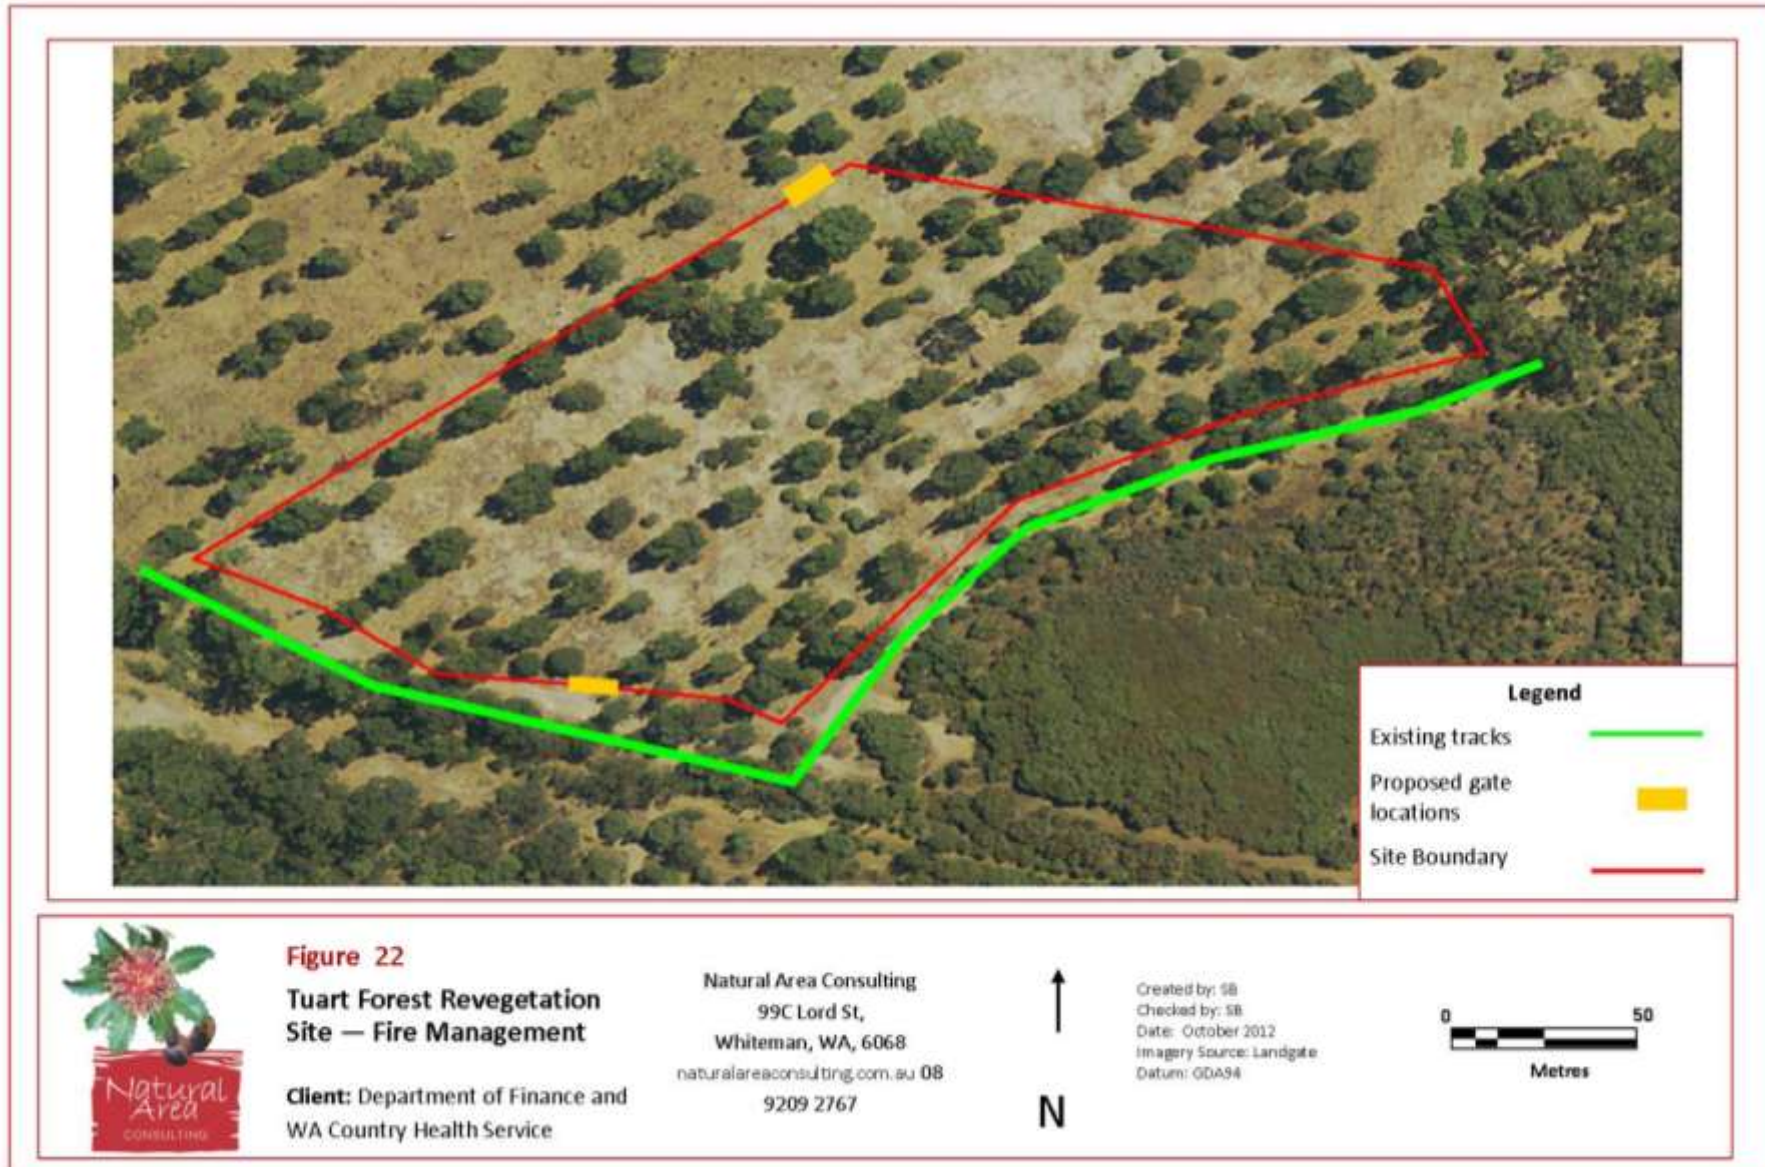 Legend
Existing tracks
Proposed gate
locations
Site Boundary
Natural
Area
CONSULTING
Figure 22
Tuart Forest Revegetation
Site — Fire Management
Client: Department of Finance and
WA Country Health Service
Natural Area Consulting
99C Lord St,
Whiteman, WA, 6068
naturalareaconsulting.com.au 08
9209 2767
N
Created by: SB
Checked by: SB
Date: October 2012
Imagery Source: Landgate
Datum: GDA94
0 50
Metres